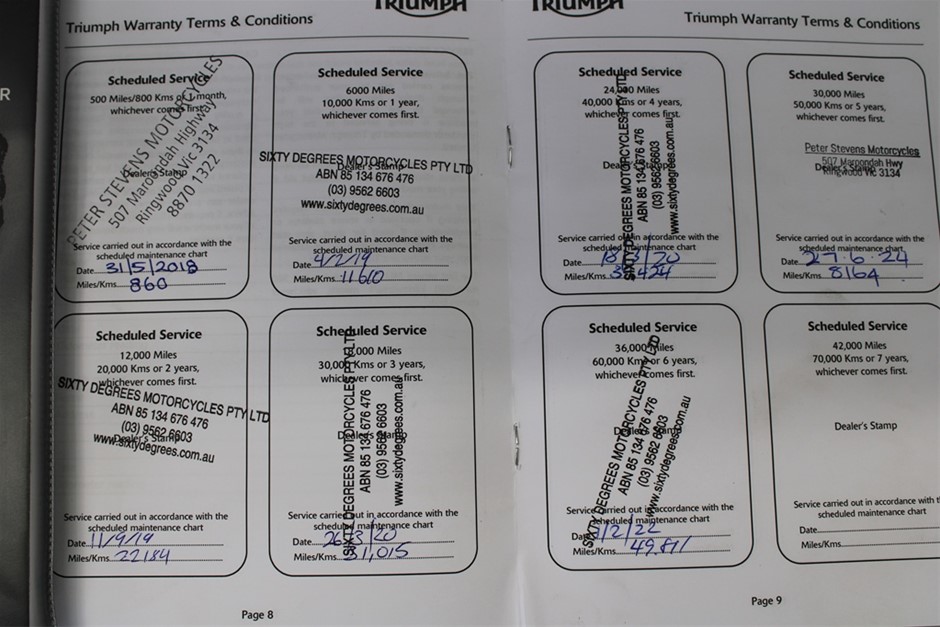 R
TRIUMPH
Triumph Warranty Terms & Conditions
Scheduled Service
500 Miles/800 Kms or 1 month,
whichever comes first.
PETER STEVENS MOTORCYCLES
507 Maroondah Highway
Ringwood Vic 3134
8870 1322
Dealer's Stamp
Service carried out in accordance with the
scheduled maintenance chart
Date 31/5/2018
Miles/Kms 860
Scheduled Service
6000 Miles
10,000 Kms or 1 year,
whichever comes first.
SIXTY DEGREES MOTORCYCLES PTY LTD
Dealer's Stamp
ABN 85 134 676 476
(03) 9562 6603
www.sixtydegrees.com.au
Service carried out in accordance with the
scheduled maintenance chart
Date 4/2/19
Miles/Kms 11610
Scheduled Service
12,000 Miles
20,000 Kms or 2 years,
whichever comes first.
SIXTY DEGREES MOTORCYCLES PTY LTD
ABN 85 134 676 476
(03) 9562 6603
Dealer's Stamp
www.sixtydegrees.com.au
Service carried out in accordance with the
scheduled maintenance chart
Date 11/9/19
Miles/Kms 22184
Scheduled Service
,000 Miles
30,000 Kms or 3 years,
whichever comes first.
SIXTY DEGREES MOTORCYCLES PTY LTD
ABN 85 134 676 476
(03) 9562 6603
www.sixtydegrees.com.au
Dealer's Stamp
Service carried out in accordance with the
scheduled maintenance chart
Date 26/3/20
Miles/Kms 31,015
Page 8
TRIUMPH
Triumph Warranty Terms & Conditions
Scheduled Service
24,000 Miles
40,000 Kms or 4 years,
whichever comes first.
SIXTY DEGREES MOTORCYCLES PTY LTD
ABN 85 134 676 476
(03) 9562 6603
www.sixtydegrees.com.au
Dealer's Stamp
Service carried out in accordance with the
scheduled maintenance chart
Date /20
Miles/Kms
Scheduled Service
30,000 Miles
50,000 Kms or 5 years,
whichever comes first.
Peter Stevens Motorcycles
507 Maroondah Hwy
Dealer's Stamp
Ringwood Vic 3134
Service carried out in accordance with the
scheduled maintenance chart
Date 27.6.24
Miles/Kms 8164
Scheduled Service
36,000 Miles
60,000 Kms or 6 years,
whichever comes first.
SIXTY DEGREES MOTORCYCLES PTY LTD
ABN 85 134 676 476
(03) 9562 6603
www.sixtydegrees.com.au
Dealer's Stamp
Service carried out in accordance with the
scheduled maintenance chart
Date /2/22
Miles/Kms
Scheduled Service
42,000 Miles
70,000 Kms or 7 years,
whichever comes first.
Dealer's Stamp
Service carried out in accordance with
scheduled maintenance chart
Date
Miles/Kms
Page 9